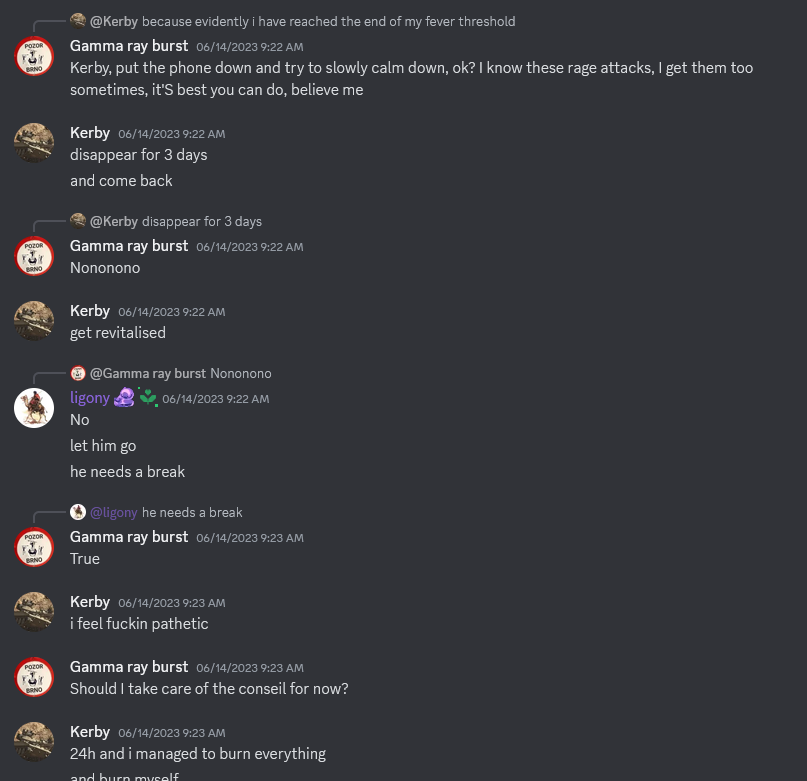 @Kerby because evidently i have reached the end of my fever threshold
Gamma ray burst 06/14/2023 9:22 AM
Kerby, put the phone down and try to slowly calm down, ok? I know these rage attacks, I get them too
sometimes, it'S best you can do, believe me
POZOR
BRNO
Kerby 06/14/2023 9:22 AM
disappear for 3 days
and come back
@Kerby disappear for 3 days
Gamma ray burst 06/14/2023 9:22 AM
Nononono
POZOR
BRNO
Kerby 06/14/2023 9:22 AM
get revitalised
@Gamma ray burst Nononono
ligony 06/14/2023 9:22 AM
No
let him go
he needs a break
@ligony he needs a break
Gamma ray burst 06/14/2023 9:23 AM
True
POZOR
BRNO
Kerby 06/14/2023 9:23 AM
i feel fuckin pathetic
Gamma ray burst 06/14/2023 9:23 AM
Should I take care of the conseil for now?
POZOR
BRNO
Kerby 06/14/2023 9:23 AM
24h and i managed to burn everything
and burn myself